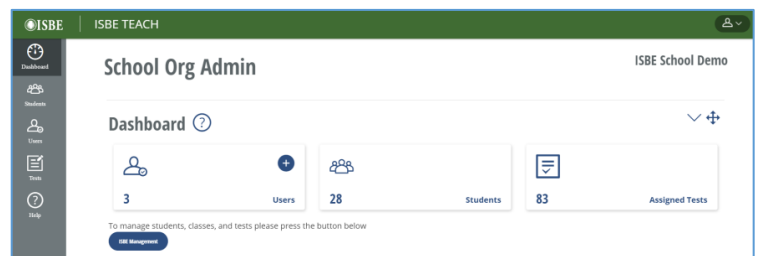 ISBE ISBE TEACH
Dashboard
School Org Admin
ISBE School Demo
Students
Dashboard ?
Users
3 Users
28 Students
83 Assigned Tests
Tests
?
Help
To manage students, classes, and tests please press the button below
ISBE Management